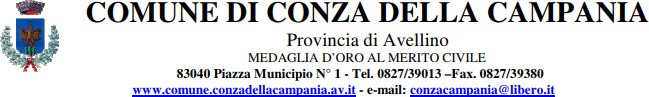 COMUNE DI CONZA DELLA CAMPANIA
Provincia di Avellino
MEDAGLIA D'ORO AL MERITO CIVILE
83040 Piazza Municipio N° 1 - Tel. 0827/39013 –Fax. 0827/39380
www.comune.conzadellacampania.av.it - e-mail: conzacampania@libero.it